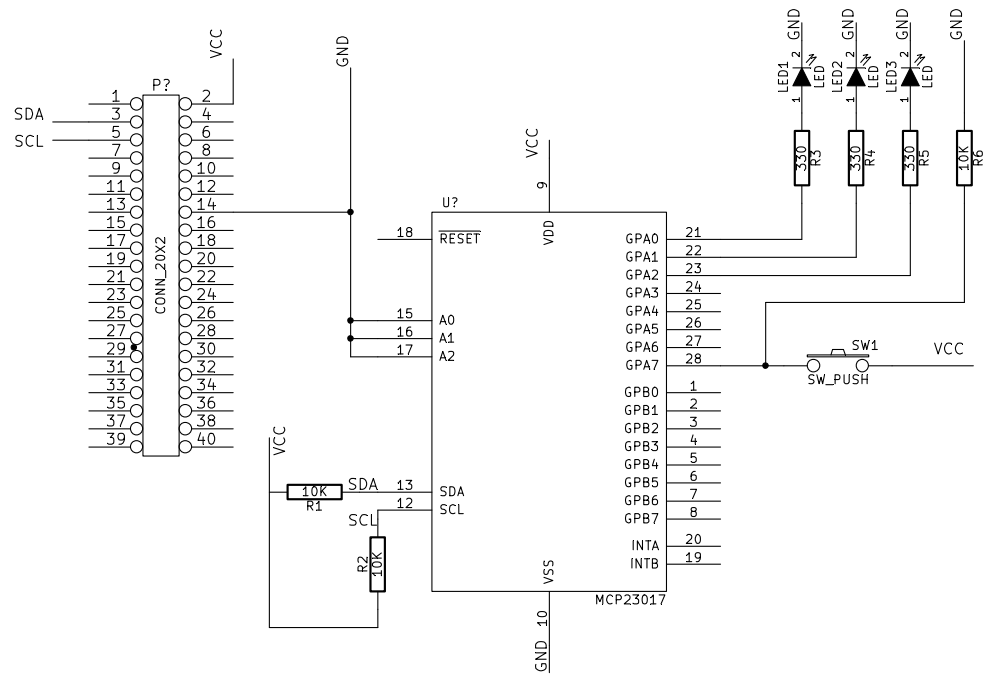 VCC
P?
SDA
SCL
1 2
3 4
5 6
7 8
9 10
11 12
13 14
15 16
17 18
19 20
21 22
23 24
25 26
27 28
29 30
31 32
33 34
35 36
37 38
39 40
CONN_20X2
GND
VCC
9
U?
VDD
18 RESET
15 A0
16 A1
17 A2
VCC
10K
R1
SDA
13 SDA
12 SCL
SCL
R2
10K
VSS
MCP23017
10
GND
GPA0 21
GPA1 22
GPA2 23
GPA3 24
GPA4 25
GPA5 26
GPA6 27
GPA7 28
GPB0 1
GPB1 2
GPB2 3
GPB3 4
GPB4 5
GPB5 6
GPB6 7
GPB7 8
INTA 20
INTB 19
GND
2
LED1
LED
1
330
R3
GND
2
LED2
LED
1
330
R4
GND
2
LED3
LED
1
330
R5
GND
10K
R6
SW1
SW_PUSH
VCC